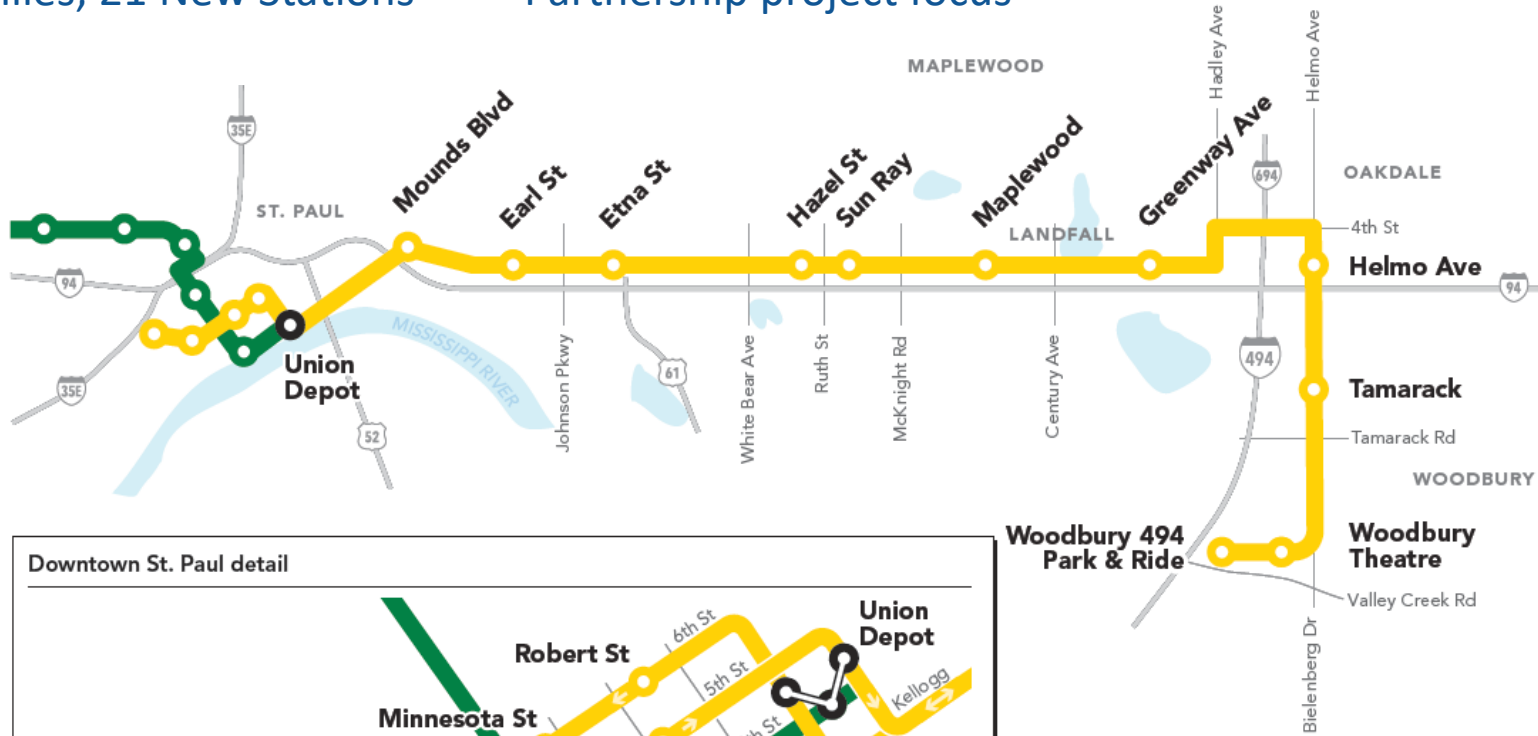 21 New Stations
Partnership project focus
MAPLEWOOD
Hadley Ave
Helmo Ave
35E
ST. PAUL
Mounds Blvd
Earl St
Etna St
Hazel St
Sun Ray
Maplewood
LANDFALL
Greenway Ave
694
OAKDALE
4th St
Helmo Ave
94
94
MISSISSIPPI RIVER
Union
Depot
35E
52
Johnson Pkwy
61
White Bear Ave
Ruth St
McKnight Rd
Century Ave
494
Tamarack
Tamarack Rd
WOODBURY
Woodbury 494
Park & Ride
Woodbury
Theatre
Valley Creek Rd
Bielenberg Dr
Downtown St. Paul detail
Union
Depot
6th St
Robert St
5th St
Kellogg
Minnesota St
St